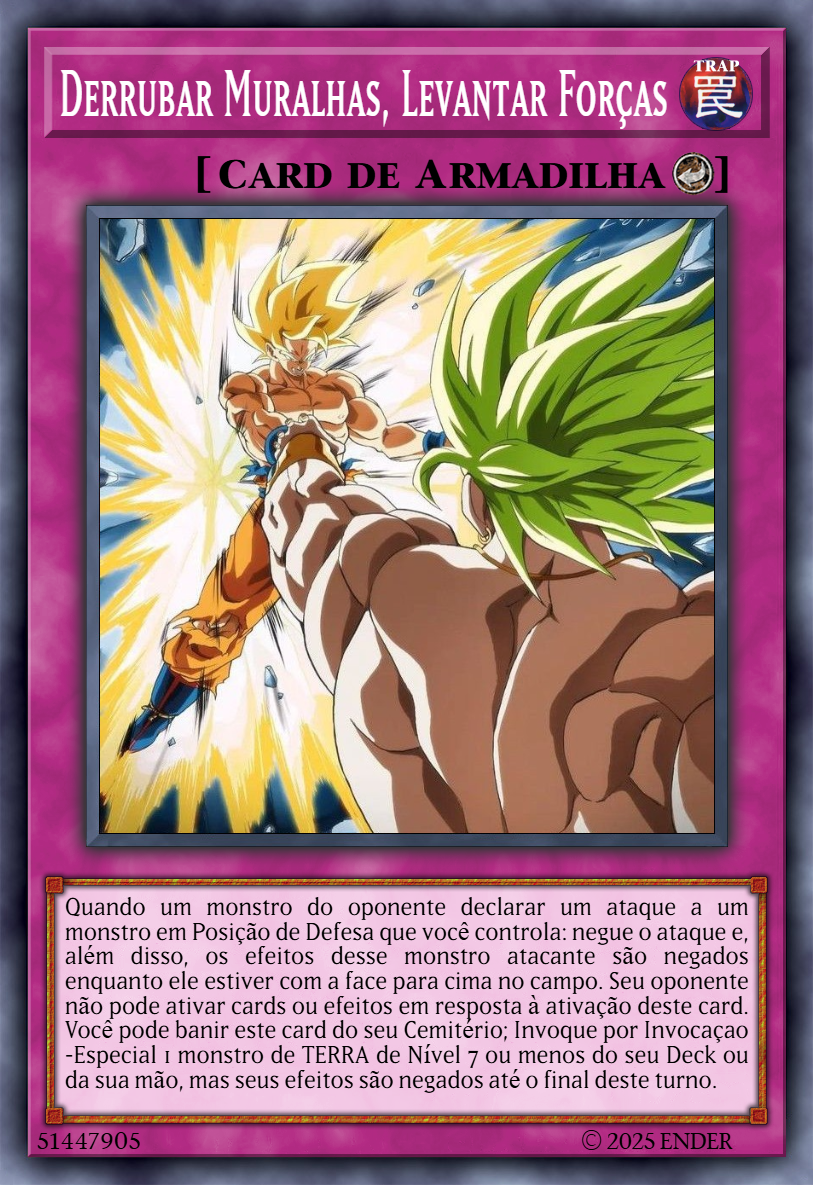 DERRUBAR MURALHAS, LEVANTAR FORÇAS
TRAP
罠
[CARD DE ARMADILHA]
Quando um monstro do oponente declarar um ataque a um
monstro em Posição de Defesa que você controla: negue o ataque e,
além disso, os efeitos desse monstro atacante são negados
enquanto ele estiver com a face para cima no campo. Seu oponente
não pode ativar cards ou efeitos em resposta à ativação deste card.
Você pode banir este card do seu Cemitério; Invoque por Invocaçao
-Especial 1 monstro de TERRA de Nível 7 ou menos do seu Deck ou
da sua mão, mas seus efeitos são negados até o final deste turno.
51447905
© 2025 ENDER